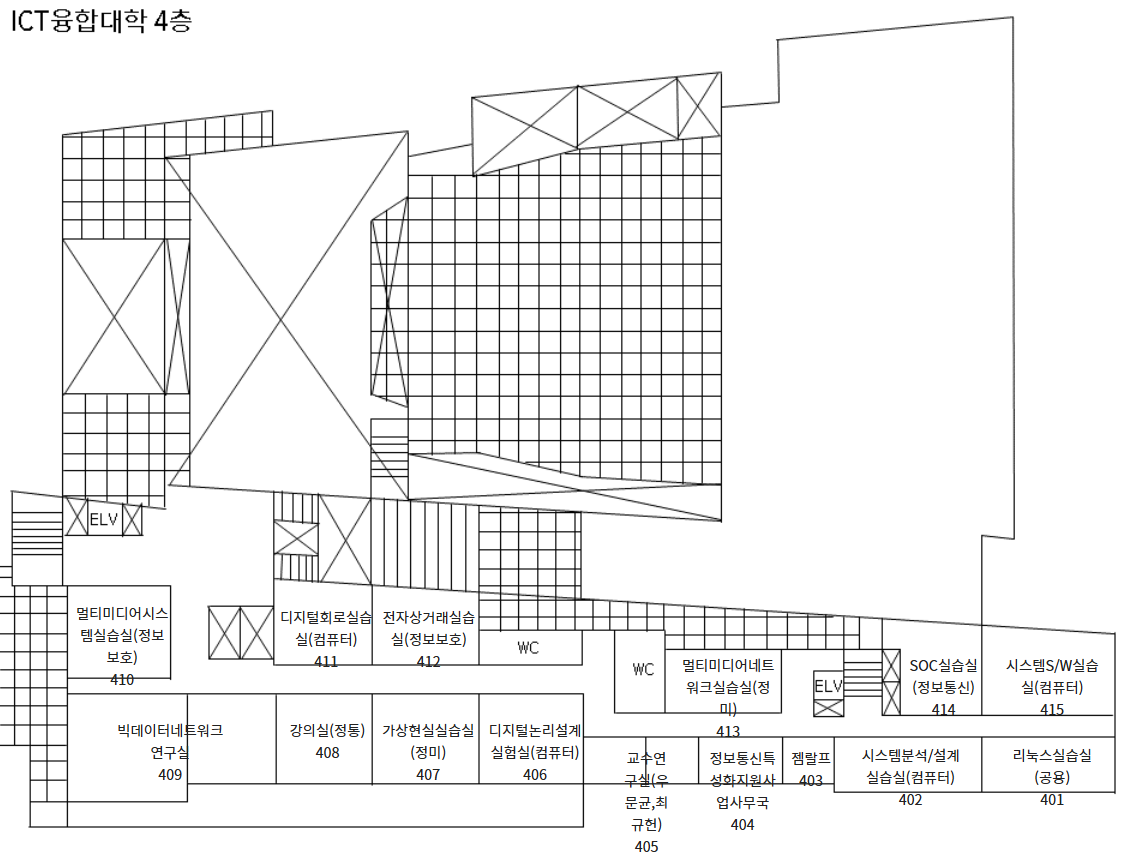 ICT융합대학 4층
ELV
멀티미디어시스
템실습실(정보
보호)
410
디지털회로실습
실(컴퓨터)
411
전자상거래실습
실(정보보호)
412
WC
WC
멀티미디어네트
워크실습실(정
미)
413
ELV
SOC실습실
(정보통신)
414
시스템S/W실습
실(컴퓨터)
415
빅데이터네트워크
연구실
409
강의실(정통)
408
가상현실실습실
(정미)
407
디지털논리설계
실험실(컴퓨터)
406
교수연
구실(우
문균,최
규헌)
405
정보통신특
성화지원사
업사무국
404
젬랄프
403
시스템분석/설계
실습실(컴퓨터)
402
리눅스실습실
(공용)
401